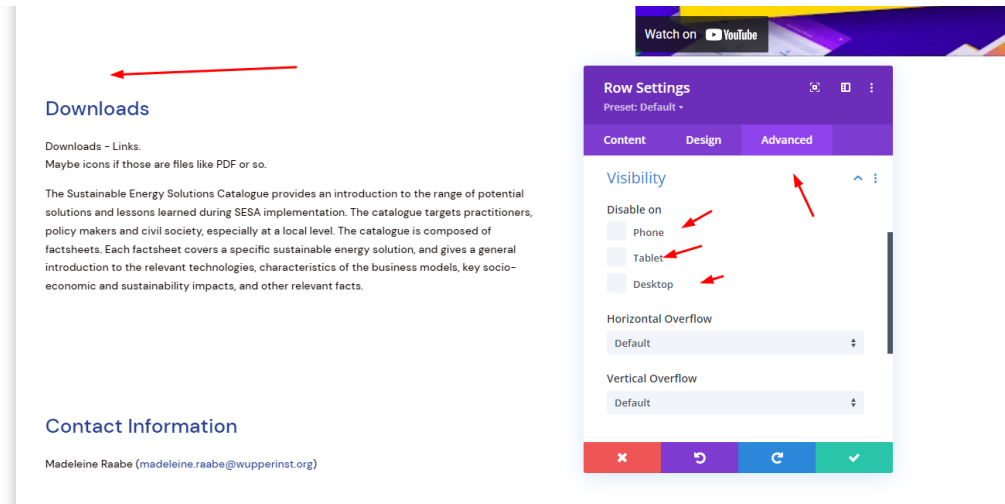 Watch on YouTube
Downloads
Downloads - Links.
Maybe icons if those are files like PDF or so.
The Sustainable Energy Solutions Catalogue provides an introduction to the range of potential
solutions and lessons learned during SESA implementation. The catalogue targets practitioners,
policy makers and civil society, especially at a local level. The catalogue is composed of
factsheets. Each factsheet covers a specific sustainable energy solution, and gives a general
introduction to the relevant technologies, characteristics of the business models, key socio-
economic and sustainability impacts, and other relevant facts.
Contact Information
Madeleine Raabe (madeleine.raabe@wupperinst.org)
Row Settings
Preset: Default
Content Design Advanced
Visibility
Disable on
Phone
Tablet
Desktop
Horizontal Overflow
Default
Vertical Overflow
Default